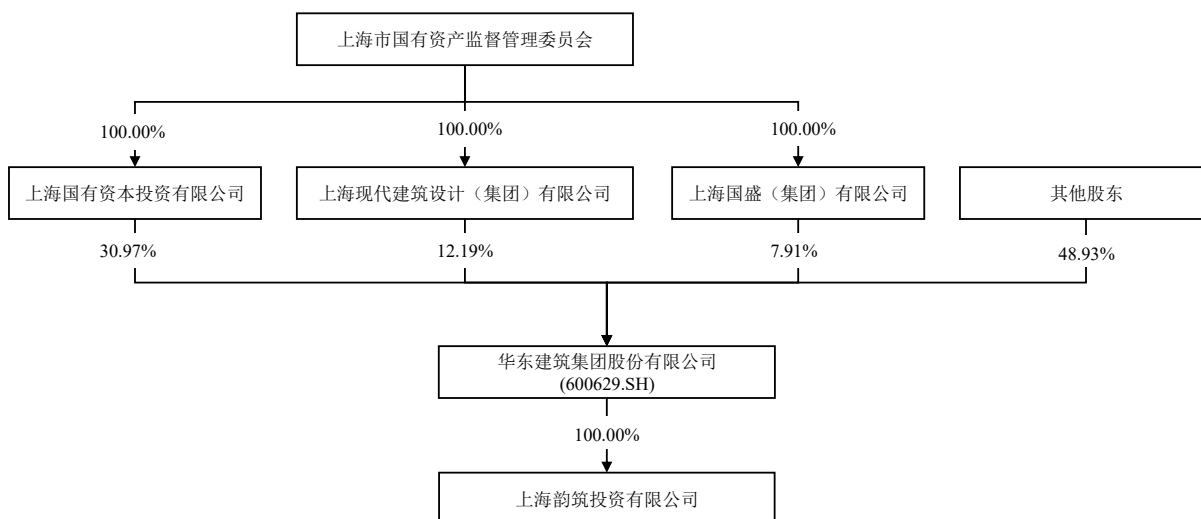 上海市国有资产监督管理委员会
100.00%
100.00%
100.00%
上海国有资本投资有限公司
上海现代建筑设计（集团）有限公司
上海国盛（集团）有限公司
其他股东
30.97%
12.19%
7.91%
48.93%
华东建筑集团股份有限公司
(600629.SH)
100.00%
上海韵筑投资有限公司